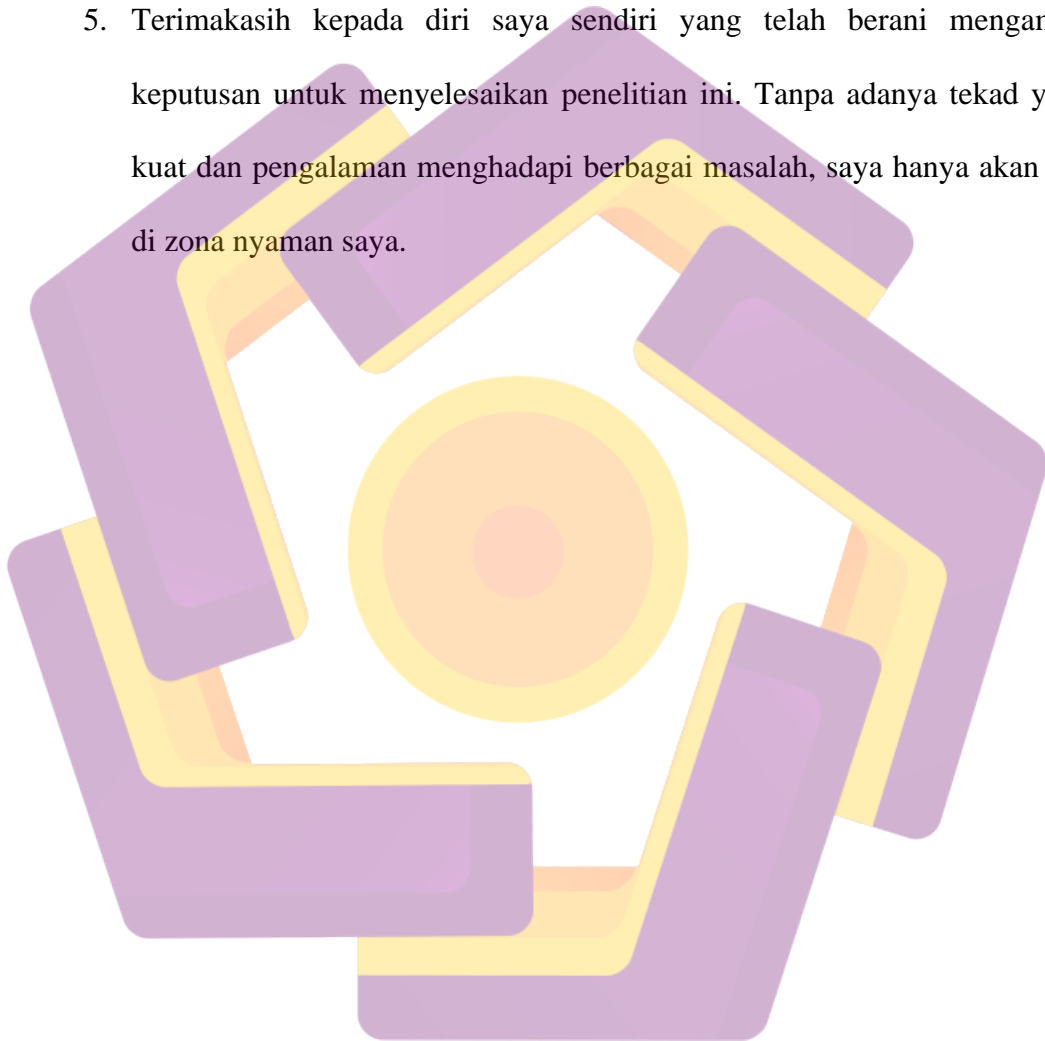 5. Terimakasih kepada diri saya sendiri yang telah berani
keputusan untuk menyelesaikan penelitian ini. Tanpa adanya tekad
kuat dan pengalaman menghadapi berbagai masalah, saya hanya akan
di zona nyaman saya.